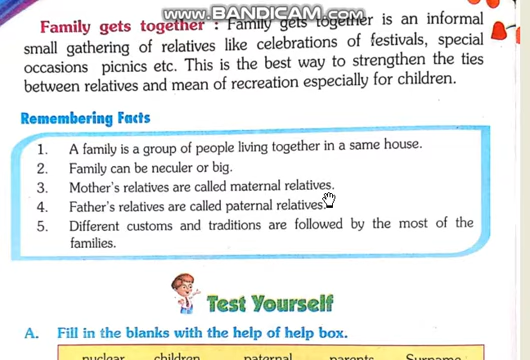 www.BANDICAM.com
Family gets together : Family gets together is an informal
small gathering of relatives like celebrations of festivals, special
occasions picnics etc. This is the best way to strengthen the ties
between relatives and mean of recreation especially for children.
Remembering Facts
1. A family is a group of people living together in a same house.
2. Family can be neculer or big.
3. Mother's relatives are called maternal relatives.
4. Father's relatives are called paternal relatives.
5. Different customs and traditions are followed by the most of the
families.
Test Yourself
A. Fill in the blanks with the help of help box.
nuclear children paternal parents Surname